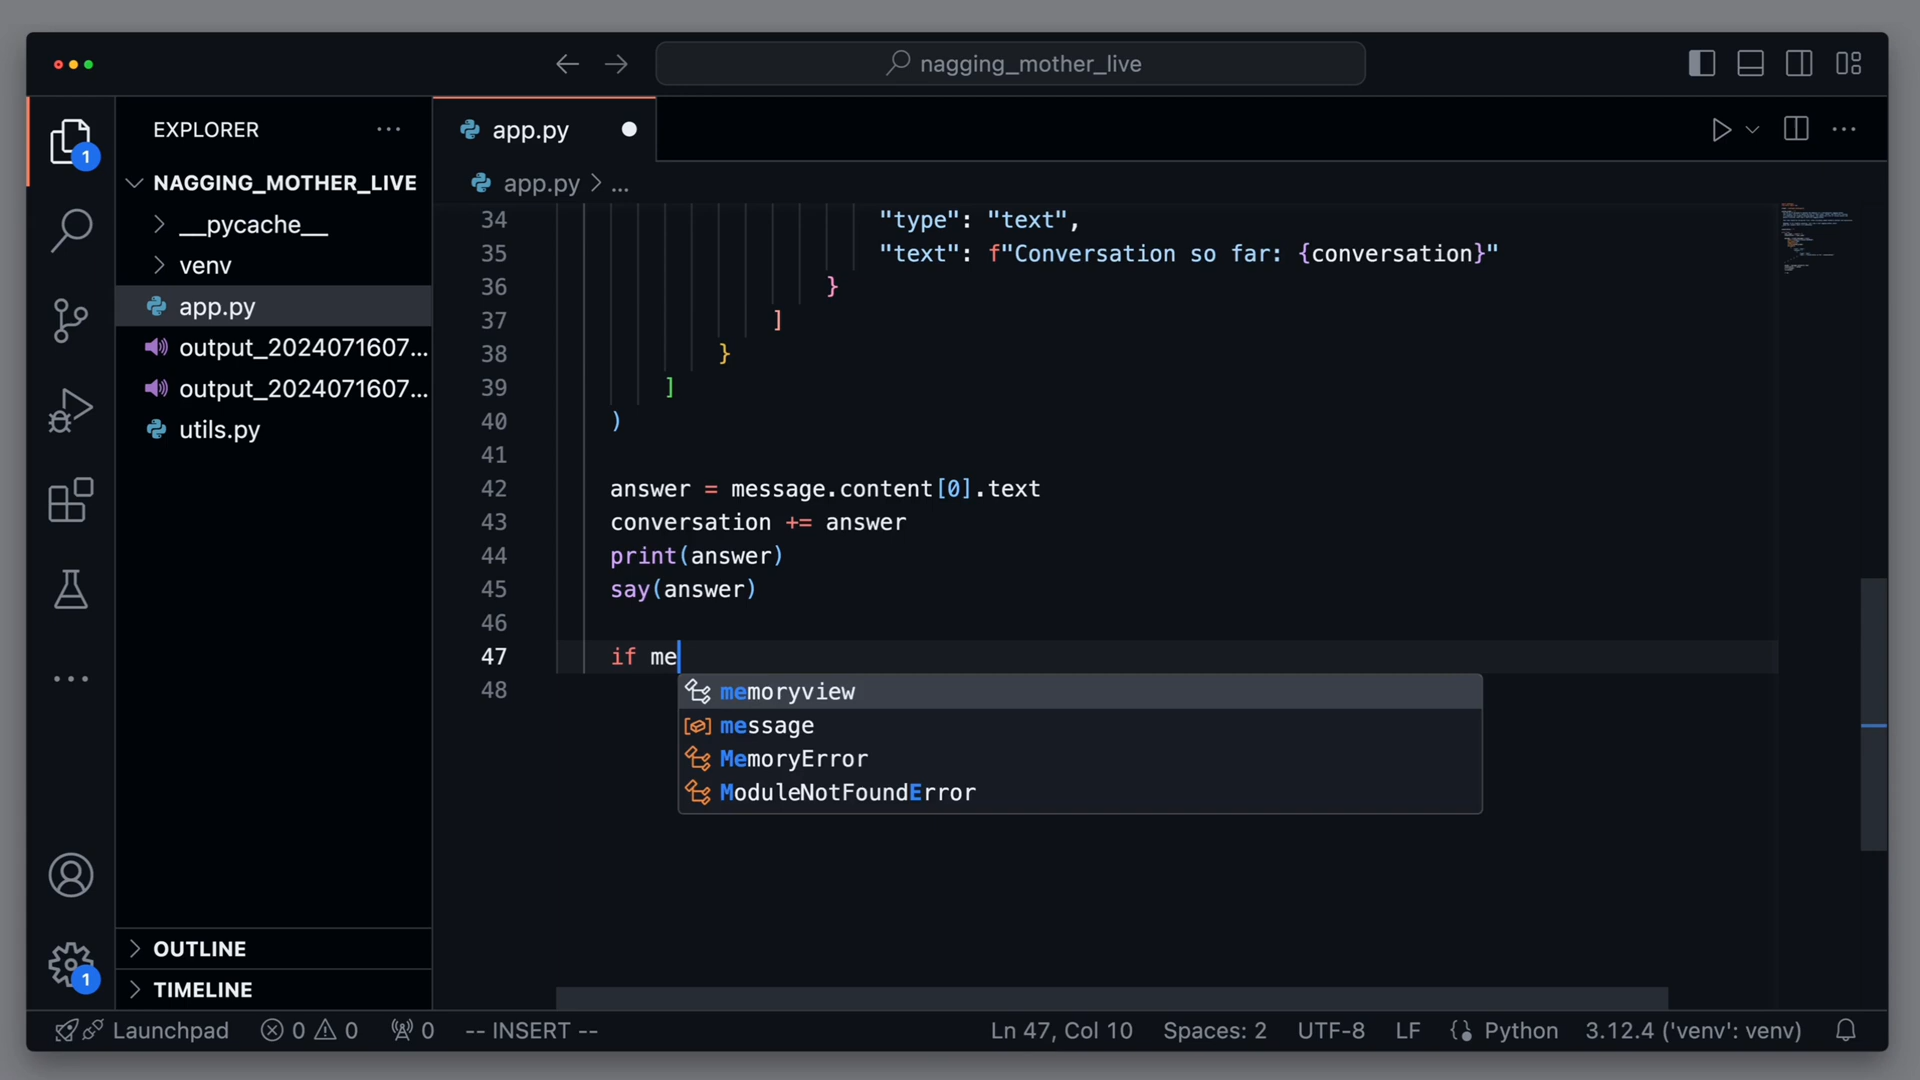 nagging_mother_live
EXPLORER
NAGGING_MOTHER_LIVE
__pycache__
venv
app.py
output_2024071607...
output_2024071607...
utils.py
OUTLINE
TIMELINE
1
1
app.py
app.py > ...
34 "type": "text",
35 "text": f"Conversation so far: {conversation}"
36 }
37 ]
38 }
39 ]
40 )
41
42 answer = message.content[0].text
43 conversation += answer
44 print(answer)
45 say(answer)
46
47 if me
48
memoryview
message
MemoryError
ModuleNotFoundError
Launchpad 0 0 0 -- INSERT -- Ln 47, Col 10 Spaces: 2 UTF-8 LF Python 3.12.4 ('venv': venv)